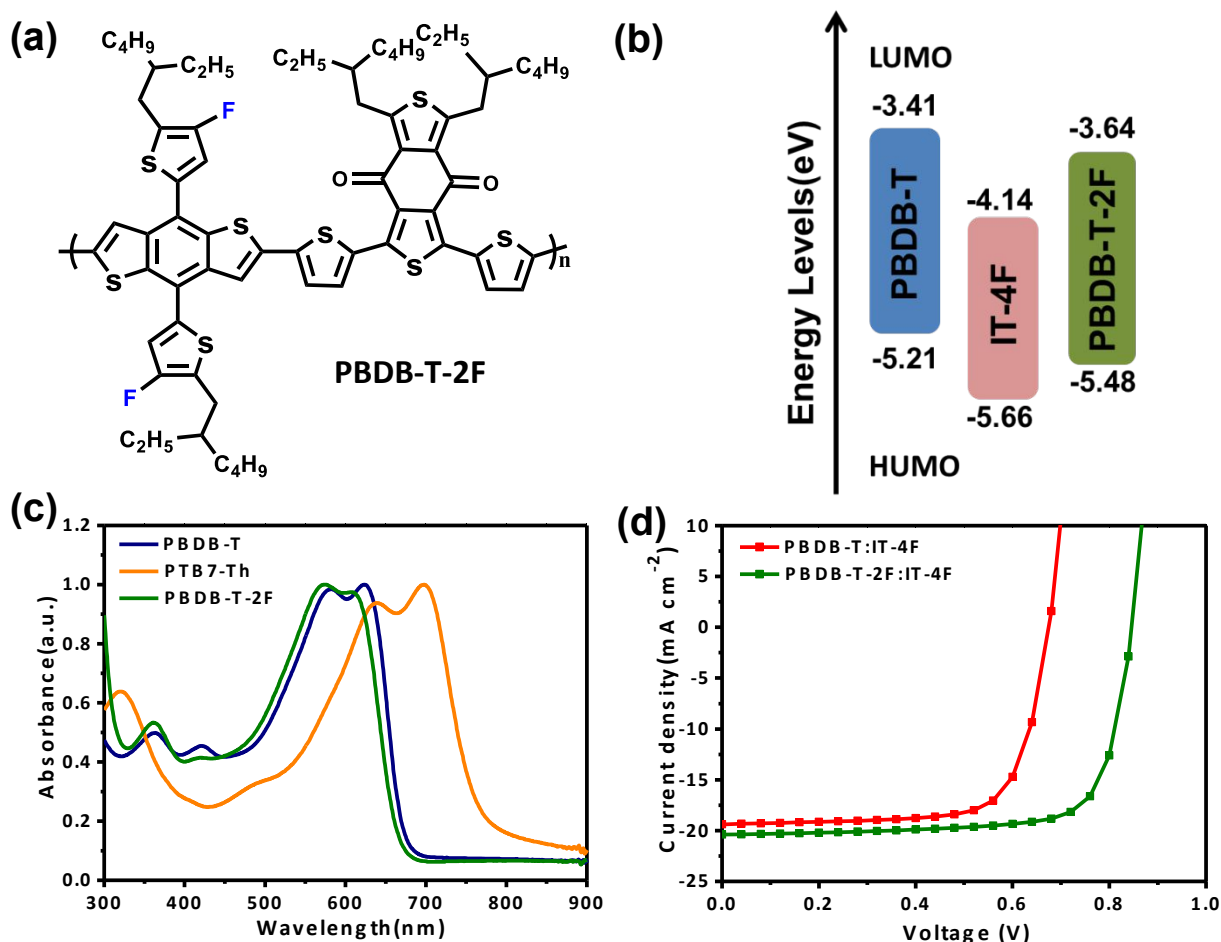 (a)
C4H9
C2H5
F
S
S
S
F
C2H5
C4H9
C2H5
C4H9
C2H5
C4H9
S
O
O
S
S
S
S
n
PBDB-T-2F
(b)
Energy Levels(eV)
LUMO
-3.41
-3.64
-4.14
PBDB-T
IT-4F
PBDB-T-2F
-5.21
-5.48
-5.66
HUMO
(c)
Absorbance(a.u.)
1.2
1.0
0.8
0.6
0.4
0.2
0.0
PBDB-T
PTB7-Th
PBDB-T-2F
300 400 500 600 700 800 900
Wavelength(nm)
(d)
Current density(mA cm-2)
10
5
0
-5
-10
-15
-20
-25
PBDB-T:IT-4F
PBDB-T-2F:IT-4F
0.0 0.2 0.4 0.6 0.8 1.0
Voltage (V)